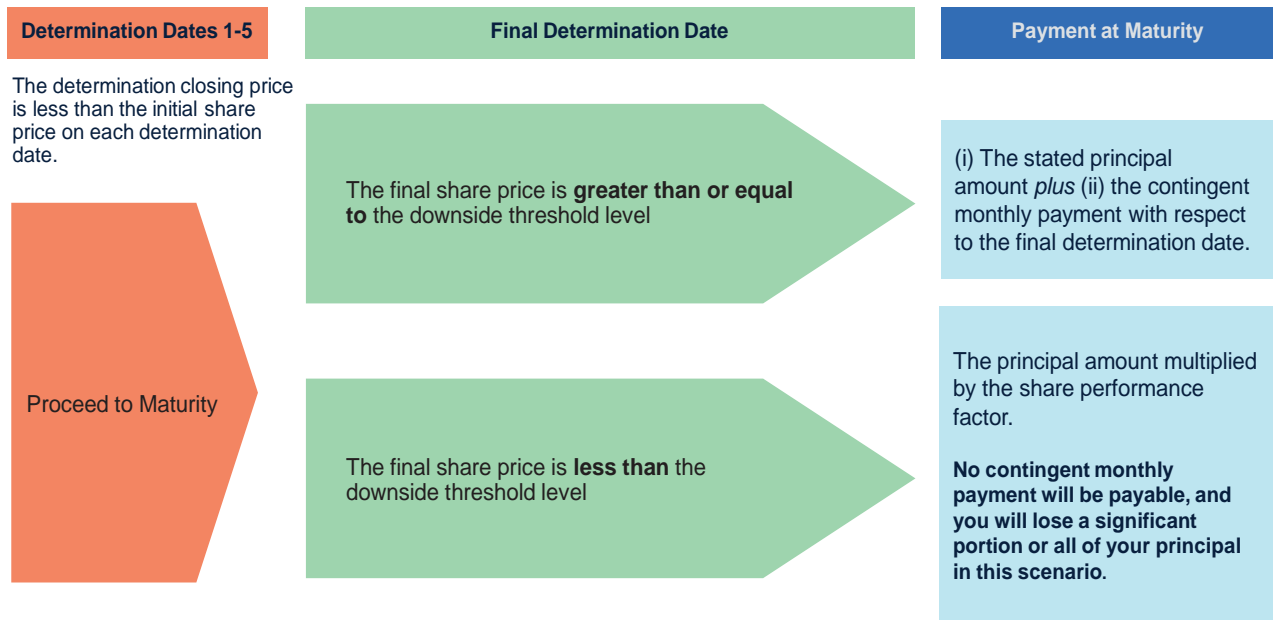 Determination Dates 1-5
Final Determination Date
Payment at Maturity
The determination closing price
is less than the initial share
price on each determination
date.
Proceed to Maturity
The final share price is greater than or equal
to the downside threshold level
(i) The stated principal
amount plus (ii) the contingent
monthly payment with respect
to the final determination date.
The final share price is less than the
downside threshold level
The principal amount multiplied
by the share performance
factor.
No contingent monthly
payment will be payable, and
you will lose a significant
portion or all of your principal
in this scenario.